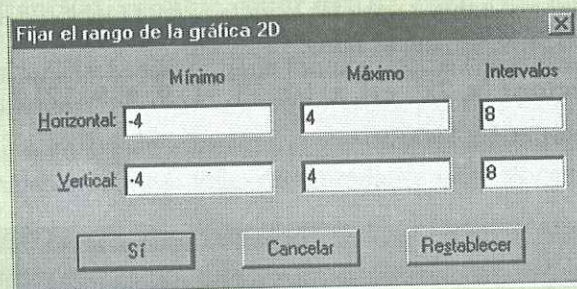 Fijar el rango de la gráfica 2D
Mínimo Máximo Intervalos
Horizontal: -4 4 8
Vertical: -4 4 8
Sí Cancelar Restablecer